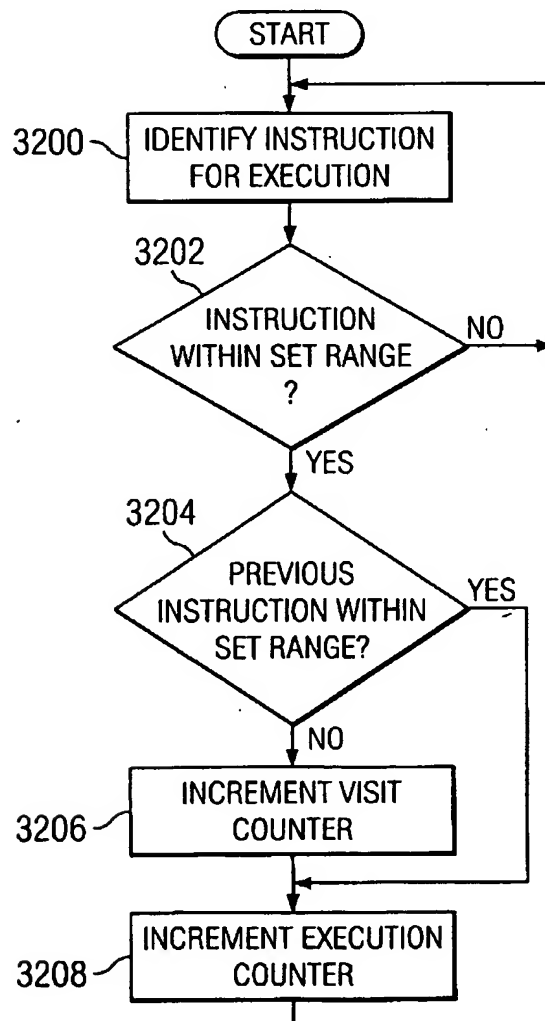 START
3200
IDENTIFY INSTRUCTION
FOR EXECUTION
3202
INSTRUCTION
WITHIN SET RANGE
?
NO
YES
3204
PREVIOUS
INSTRUCTION WITHIN
SET RANGE?
YES
NO
3206
INCREMENT VISIT
COUNTER
3208
INCREMENT EXECUTION
COUNTER